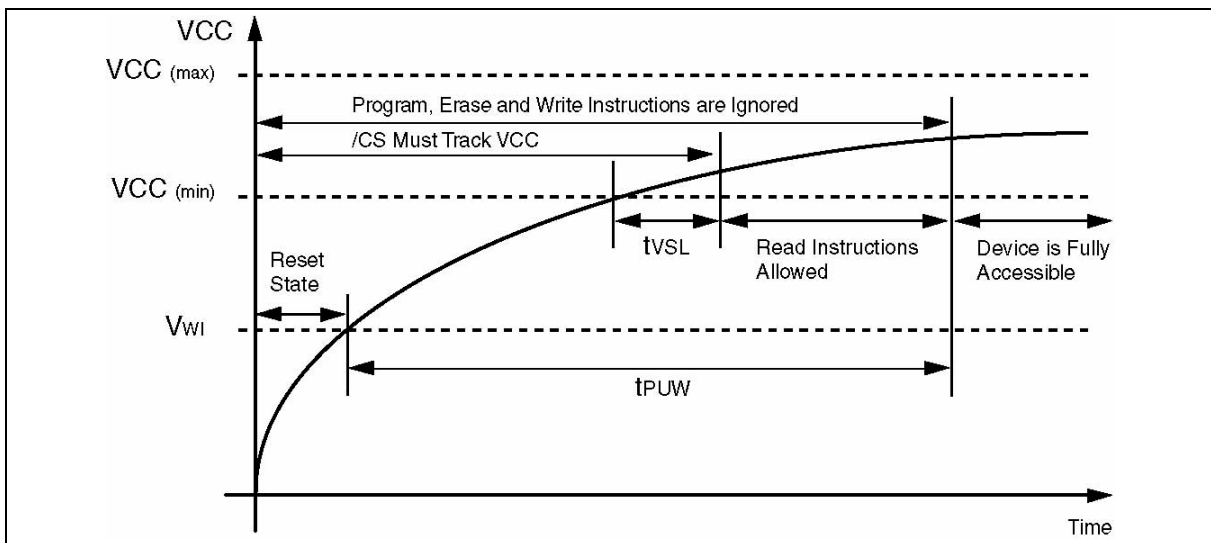 VCC
VCC (max)
Program, Erase and Write Instructions are Ignored
/CS Must Track VCC
VCC (min)
tVSL
Read Instructions
Allowed
Device is Fully
Accessible
Reset
State
VWI
tPUW
Time